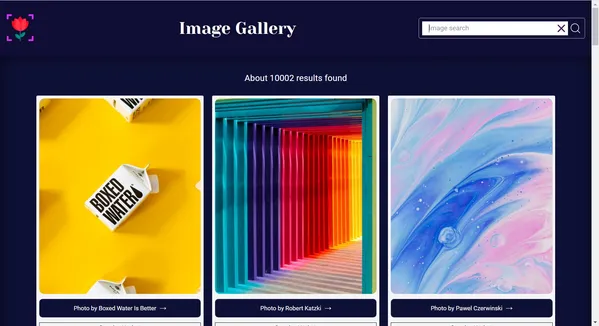 Image Gallery
image search
About 10002 results found
BOXED
WATER
Photo by Boxed Water Is Better →
Photo by Robert Katzki →
Photo by Pawel Czerwinski →